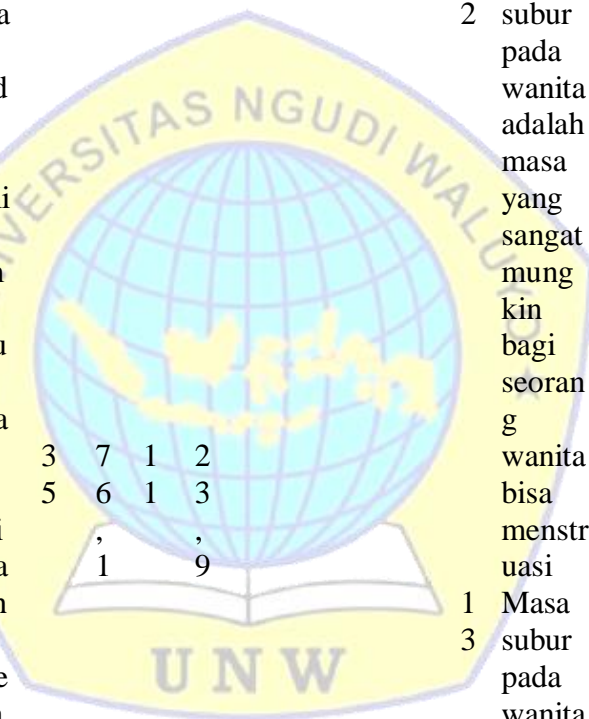 a
d
i
n
u
a
i
a
n
e
3 7 1 2
5 6 1 3
, ,
1 9
2 subur
pada
wanita
adalah
masa
yang
sangat
mung
kin
bagi
seoran
g
wanita
bisa
menstr
uasi
1 Masa
3 subur
pada
wanita
IVERSITAS NGUDI WALUYO
UNW